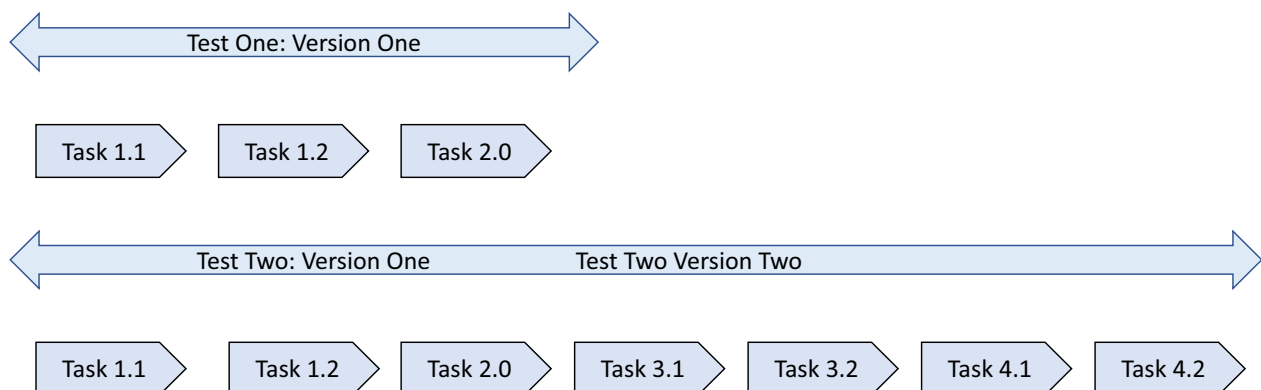 Test One: Version One
Task 1.1 Task 1.2 Task 2.0
Test Two: Version One Test Two Version Two
Task 1.1 Task 1.2 Task 2.0 Task 3.1 Task 3.2 Task 4.1 Task 4.2